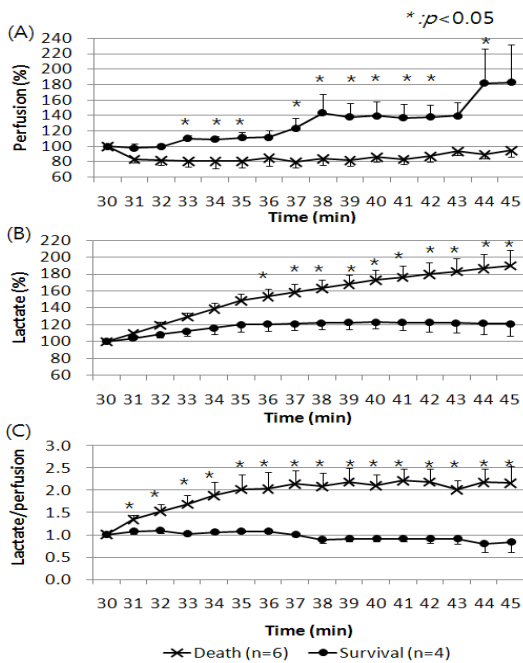 * :p<0.05
(A)
Perfusion (%)
240
220
200
180
160
140
120
100
80
60
* * * * * * * * * *
30 31 32 33 34 35 36 37 38 39 40 41 42 43 44 45
Time (min)
(B)
Lactate (%)
220
200
180
160
140
120
100
80
60
* * * * * * * * * *
30 31 32 33 34 35 36 37 38 39 40 41 42 43 44 45
Time (min)
(C)
Lactate/perfusion
3.0
2.5
2.0
1.5
1.0
0.5
0.0
* * * * * * * * * * * * * * *
30 31 32 33 34 35 36 37 38 39 40 41 42 43 44 45
Time (min)
Death (n=6) Survival (n=4)